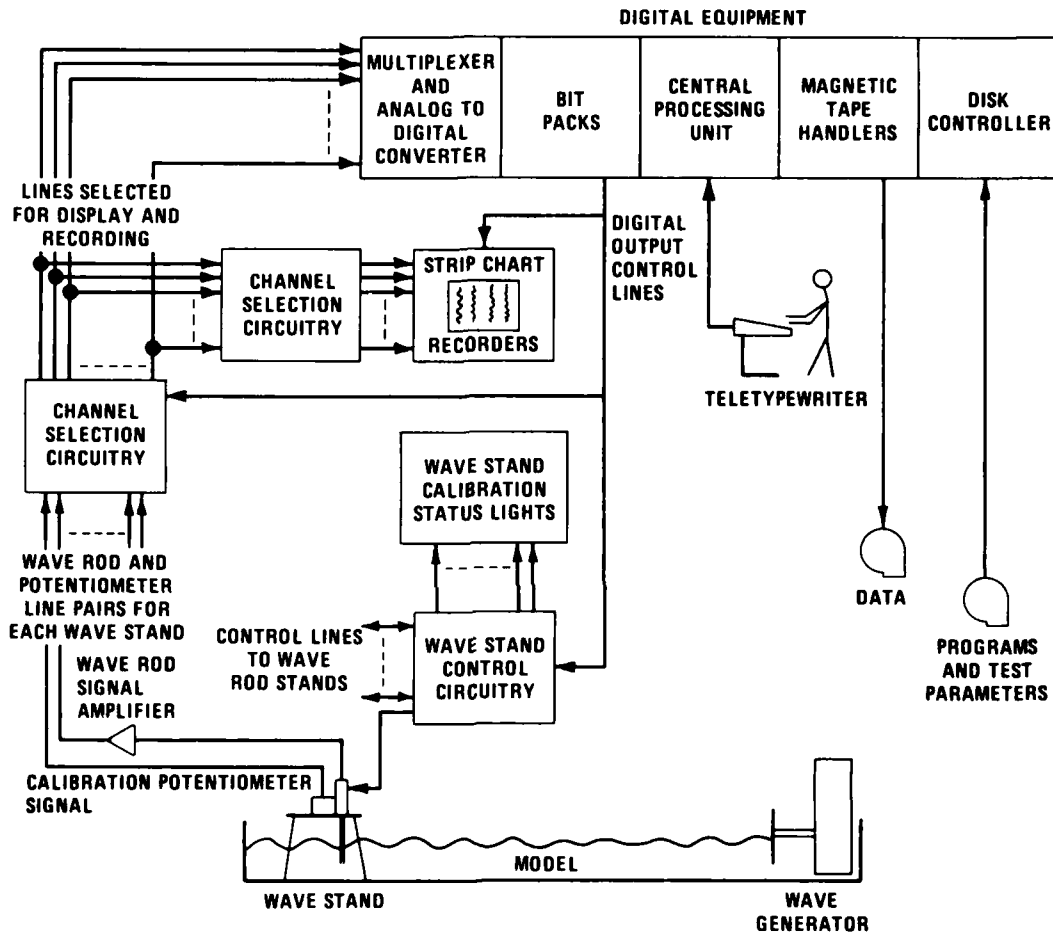 DIGITAL EQUIPMENT
MULTIPLEXER
AND
ANALOG TO
DIGITAL
CONVERTER
BIT
PACKS
CENTRAL
PROCESSING
UNIT
MAGNETIC
TAPE
HANDLERS
DISK
CONTROLLER
LINES SELECTED
FOR DISPLAY AND
RECORDING
CHANNEL
SELECTION
CIRCUITRY
STRIP CHART
RECORDERS
DIGITAL
OUTPUT
CONTROL
LINES
TELETYPEWRITER
CHANNEL
SELECTION
CIRCUITRY
WAVE STAND
CALIBRATION
STATUS LIGHTS
WAVE ROD AND
POTENTIOMETER
LINE PAIRS FOR
EACH WAVE STAND
CONTROL LINES
TO WAVE
ROD STANDS
WAVE STAND
CONTROL
CIRCUITRY
DATA
PROGRAMS
AND TEST
PARAMETERS
WAVE ROD
SIGNAL
AMPLIFIER
CALIBRATION POTENTIOMETER
SIGNAL
MODEL
WAVE STAND
WAVE
GENERATOR